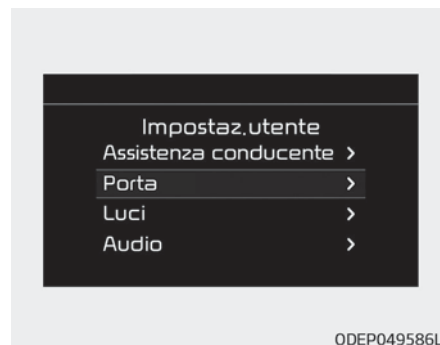 Impostaz.utente
Assistenza conducente >
Porta >
Luci >
Audio >
ODEP049586L